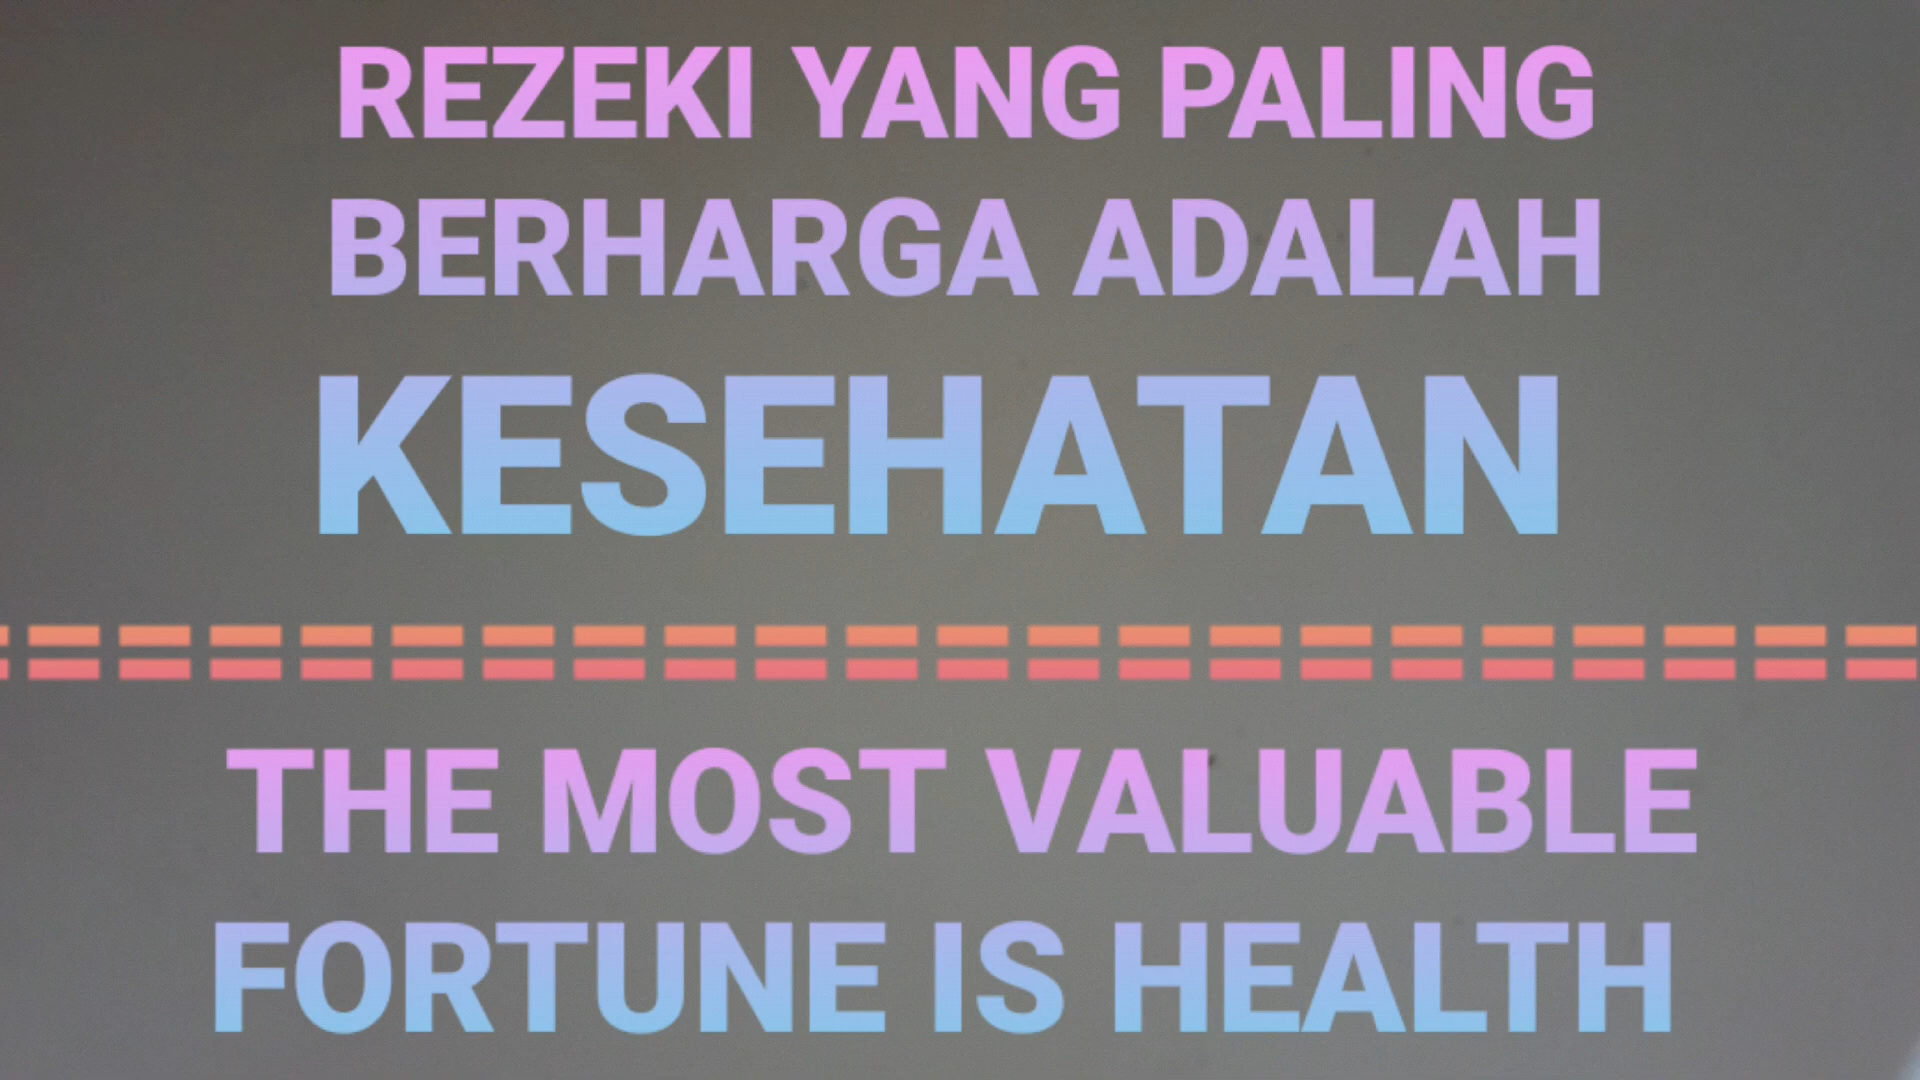 REZEKI YANG PALING
BERHARGA ADALAH
KESEHATAN
THE MOST VALUABLE
FORTUNE IS HEALTH